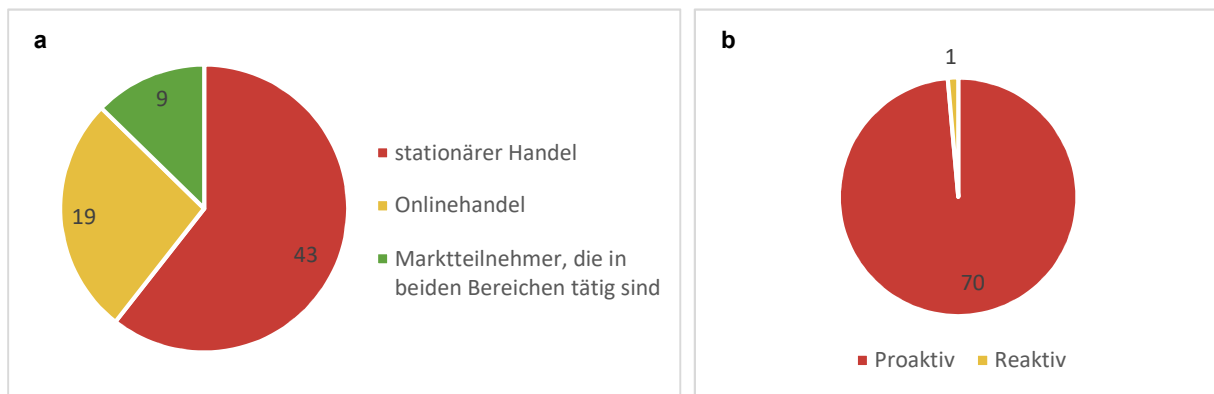 a
9
19
43
stationärer Handel
Onlinehandel
Marktteilnehmer, die in
beiden Bereichen tätig sind
b
1
70
Proaktiv
Reaktiv